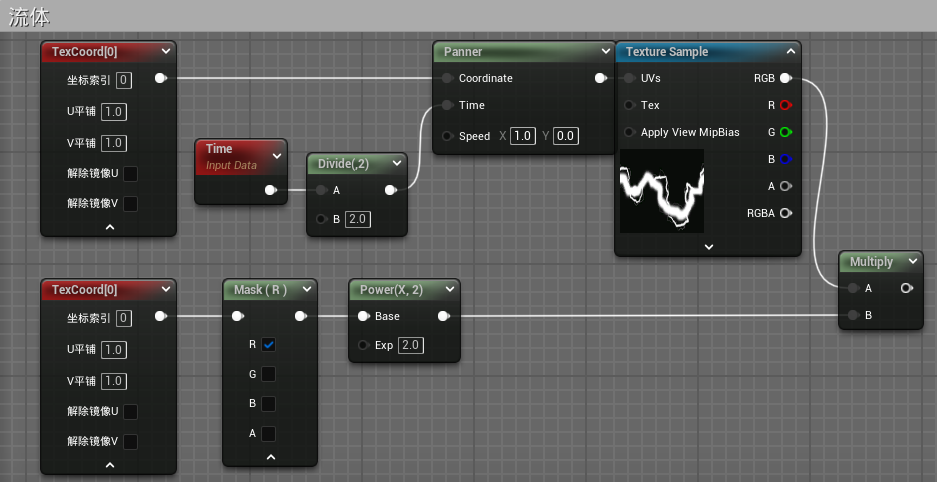 流体
TexCoord[0]
坐标索引 0
U平铺 1.0
V平铺 1.0
解除镜像U
解除镜像V
Time
Input Data
Divide(,2)
A
B 2.0
Panner
Coordinate
Time
Speed X 1.0 Y 0.0
Texture Sample
UVs RGB
Tex R
Apply View MipBias G
B
A
RGBA
TexCoord[0]
坐标索引 0
U平铺 1.0
V平铺 1.0
解除镜像U
解除镜像V
Mask ( R )
R
G
B
A
Power(X, 2)
Base
Exp 2.0
Multiply
A
B